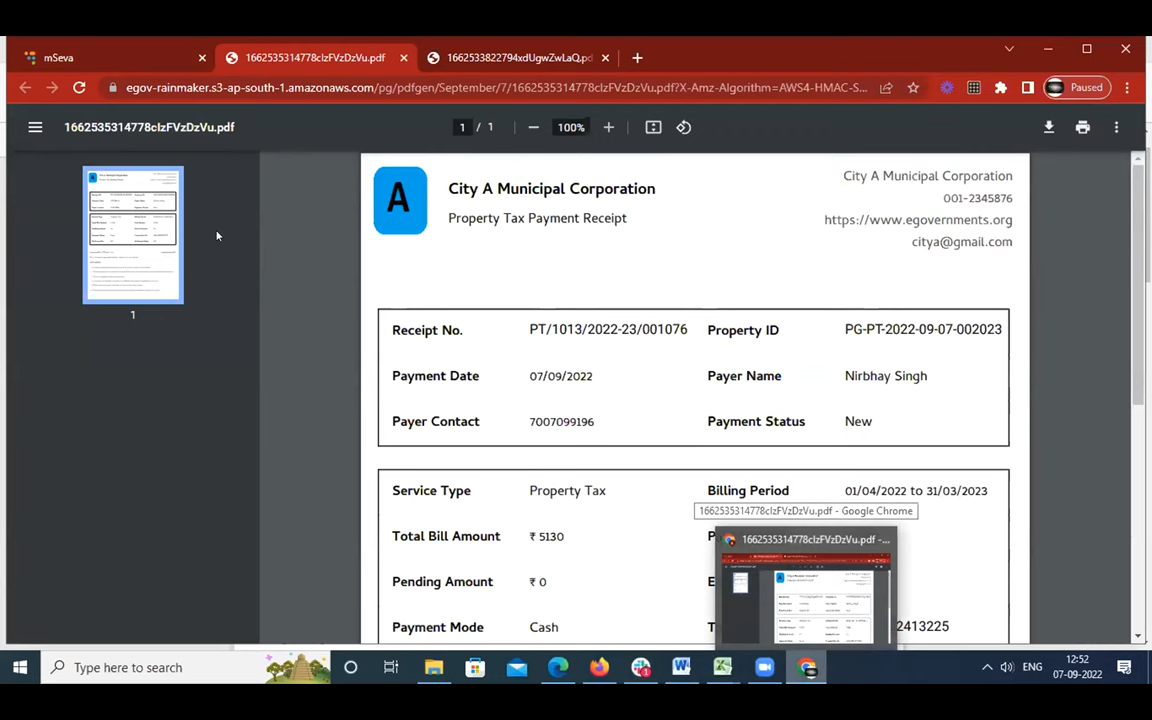 mSeva
1662535314778clzFVzDzVu.pdf
1662533822794xdUgwZwLaQ.pd
egov-rainmaker.s3-ap-south-1.amazonaws.com/pg/pdfgen/September/7/1662535314778clzFVzDzVu.pdf?X-Amz-Algorithm=AWS4-HMAC-S...
Paused
1662535314778clzFVzDzVu.pdf
1 / 1
100%
A
City A Municipal Corporation
Property Tax Payment Receipt
City A Municipal Corporation
001-2345876
https://www.egovernments.org
citya@gmail.com
1
Receipt No. PT/1013/2022-23/001076 Property ID PG-PT-2022-09-07-002023
Payment Date 07/09/2022 Payer Name Nirbhay Singh
Payer Contact 7007099196 Payment Status New
Service Type Property Tax Billing Period 01/04/2022 to 31/03/2023
1662535314778clzFVzDzVu.pdf - Google Chrome
Total Bill Amount ₹ 5130
1662535314778clzFVzDzVu.pdf -...
Pending Amount ₹ 0
Payment Mode Cash 2413225
Type here to search
ENG
12:52
07-09-2022